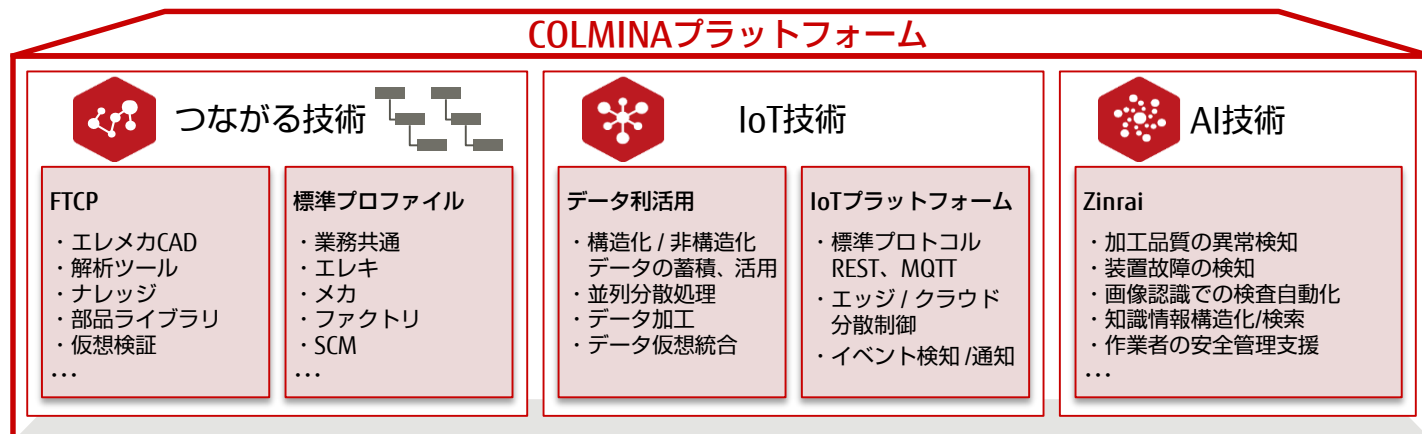 COLMINAプラットフォーム
つながる技術
FTCP
・エレメカCAD
・解析ツール
・ナレッジ
・部品ライブラリ
・仮想検証
…
標準プロファイル
・業務共通
・エレキ
・メカ
・ファクトリ
・SCM
…
IoT技術
データ利活用
・構造化 / 非構造化
データの蓄積、活用
・並列分散処理
・データ加工
・データ仮想統合
IoTプラットフォーム
・標準プロトコル
REST、MQTT
・エッジ / クラウド
分散制御
・イベント検知 /通知
AI技術
Zinrai
・加工品質の異常検知
・装置故障の検知
・画像認識での検査自動化
・知識情報構造化/検索
・作業者の安全管理支援
…